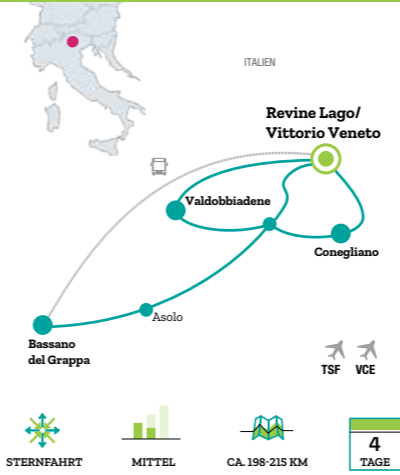 ITALIEN
Revine Lago/
Vittorio Veneto
Valdobbiadene
Conegliano
Asolo
Bassano
del Grappa
TSF VCE
STERNFAHRT
MITTEL
CA. 198-215 KM
4
TAGE